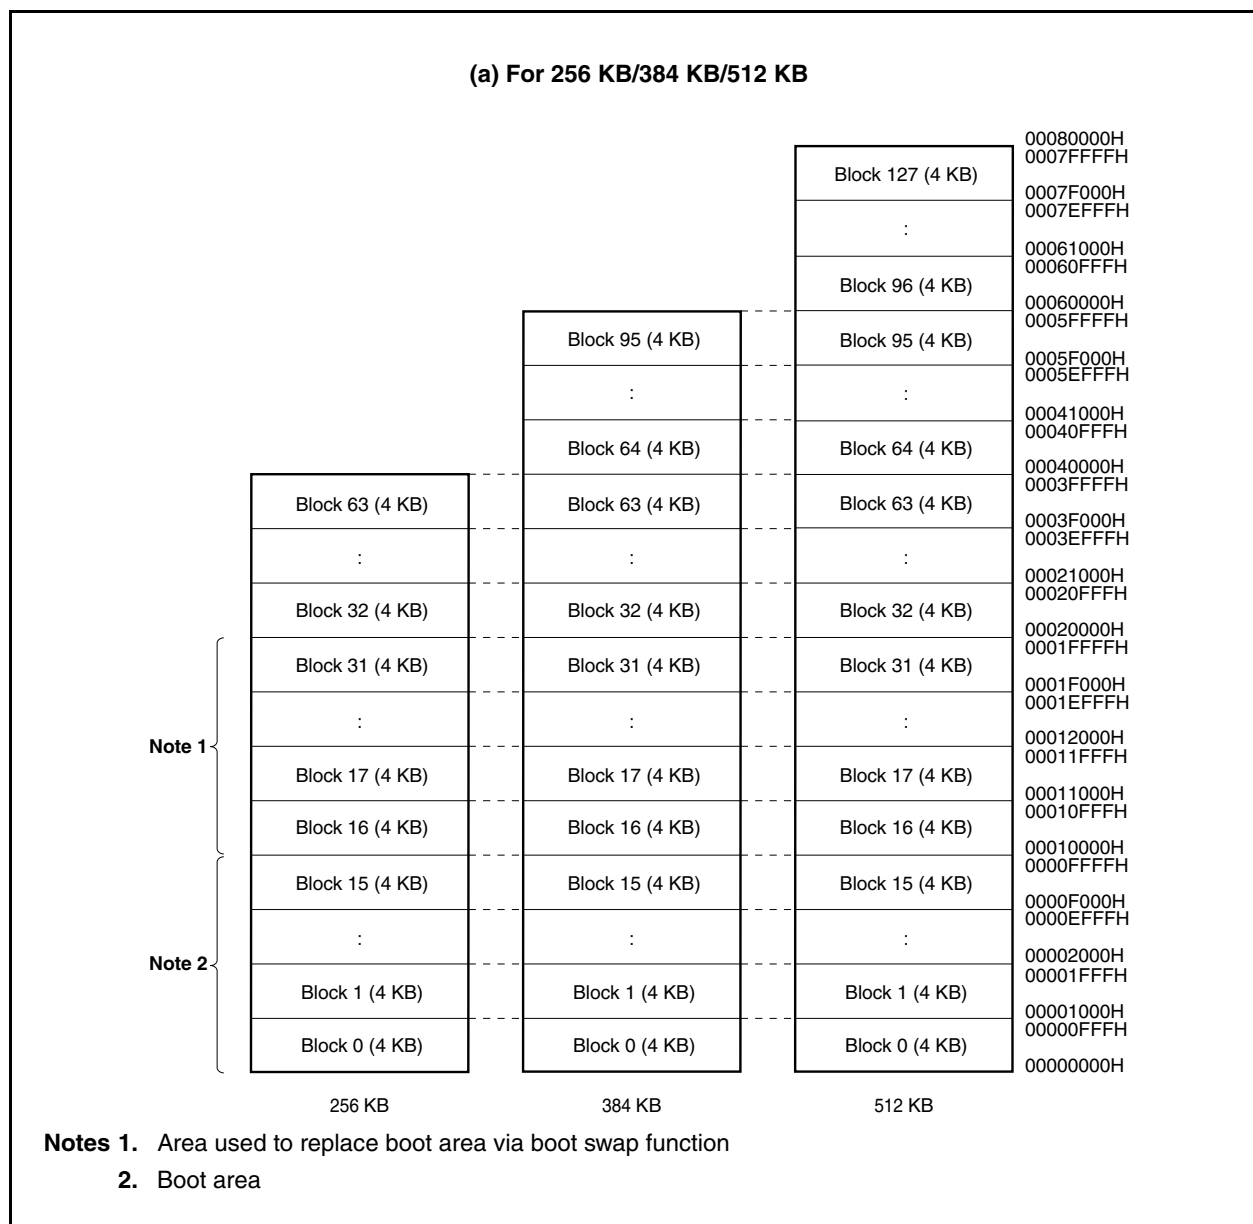 (a) For 256 KB/384 KB/512 KB
00080000H
0007FFFFH
Block 127 (4 KB)
0007F000H
0007EFFFH
:
00061000H
00060FFFH
Block 96 (4 KB)
00060000H
0005FFFFH
Block 95 (4 KB) Block 95 (4 KB)
0005F000H
0005EFFFH
: :
00041000H
00040FFFH
Block 64 (4 KB) Block 64 (4 KB)
00040000H
0003FFFFH
Block 63 (4 KB) Block 63 (4 KB) Block 63 (4 KB)
0003F000H
0003EFFFH
: : :
00021000H
00020FFFH
Block 32 (4 KB) Block 32 (4 KB) Block 32 (4 KB)
00020000H
0001FFFFH
Block 31 (4 KB) Block 31 (4 KB) Block 31 (4 KB)
0001F000H
0001EFFFH
: : :
00012000H
Note 1
00011FFFH
Block 17 (4 KB) Block 17 (4 KB) Block 17 (4 KB)
00011000H
00010FFFH
Block 16 (4 KB) Block 16 (4 KB) Block 16 (4 KB)
00010000H
0000FFFFH
Block 15 (4 KB) Block 15 (4 KB) Block 15 (4 KB)
0000F000H
0000EFFFH
: : :
00002000H
Note 2
00001FFFH
Block 1 (4 KB) Block 1 (4 KB) Block 1 (4 KB)
00001000H
00000FFFH
Block 0 (4 KB) Block 0 (4 KB) Block 0 (4 KB)
00000000H
256 KB 384 KB 512 KB
Notes 1. Area used to replace boot area via boot swap function
2. Boot area